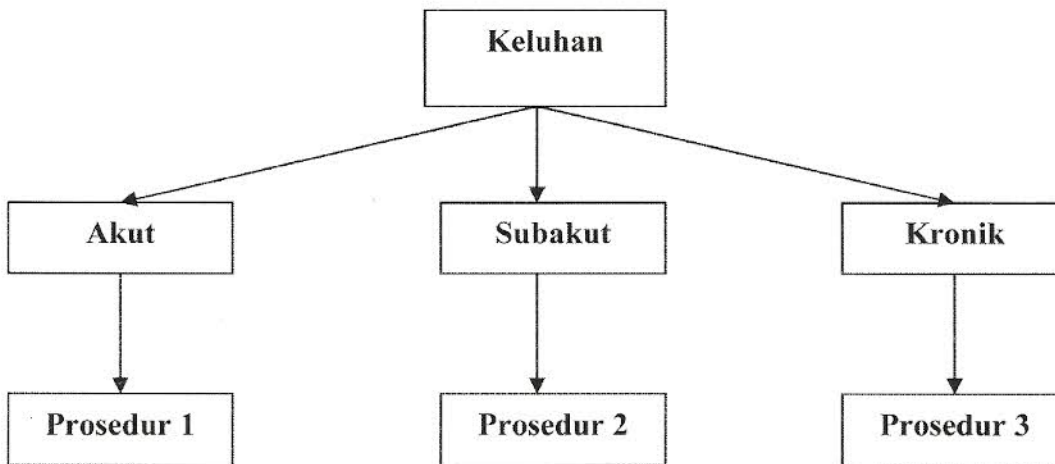 Keluhan
Akut
Subakut
Kronik
Prosedur 1
Prosedur 2
Prosedur 3